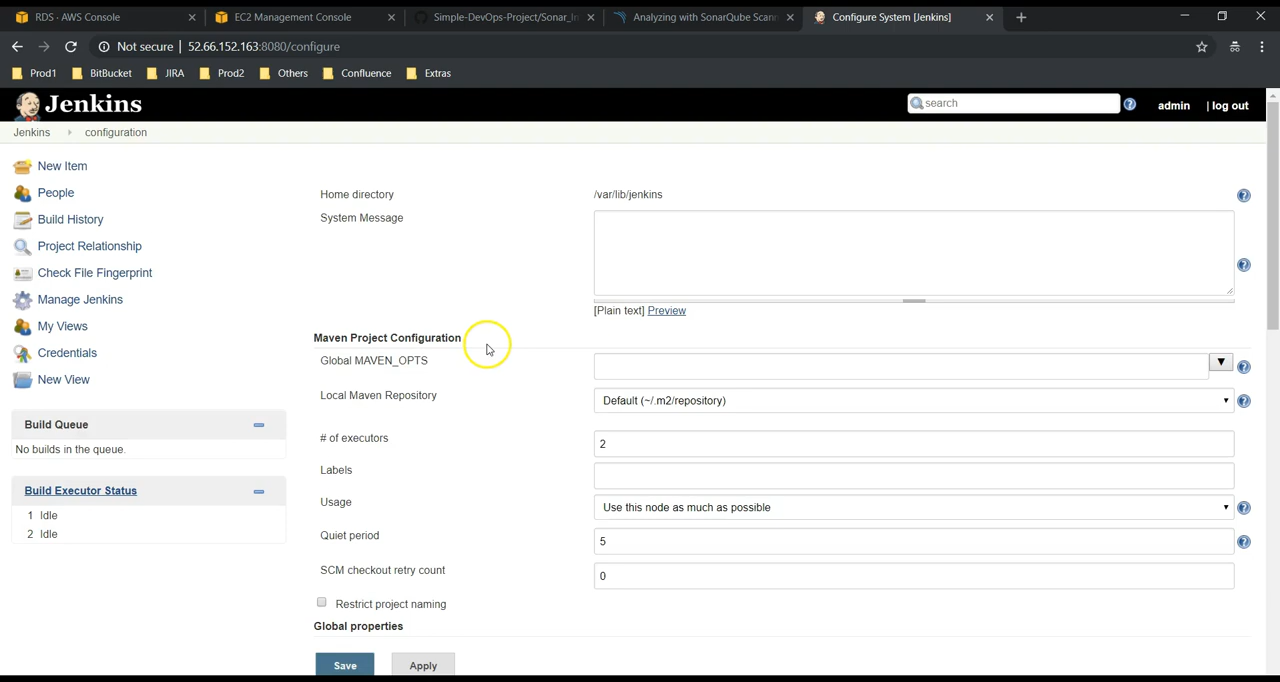 RDS · AWS Console
EC2 Management Console
Simple-DevOps-Project/Sonar_In
Analyzing with SonarQube Scann
Configure System [Jenkins]
Not secure | 52.66.152.163:8080/configure
Prod1
BitBucket
JIRA
Prod2
Others
Confluence
Extras
Jenkins
search
admin
| log out
Jenkins
configuration
New Item
People
Build History
Project Relationship
Check File Fingerprint
Manage Jenkins
My Views
Credentials
New View
Build Queue
No builds in the queue.
Build Executor Status
1 Idle
2 Idle
Home directory
/var/lib/jenkins
System Message
[Plain text] Preview
Maven Project Configuration
Global MAVEN_OPTS
Local Maven Repository
Default (~/.m2/repository)
# of executors
2
Labels
Usage
Use this node as much as possible
Quiet period
5
SCM checkout retry count
0
Restrict project naming
Global properties
Save
Apply